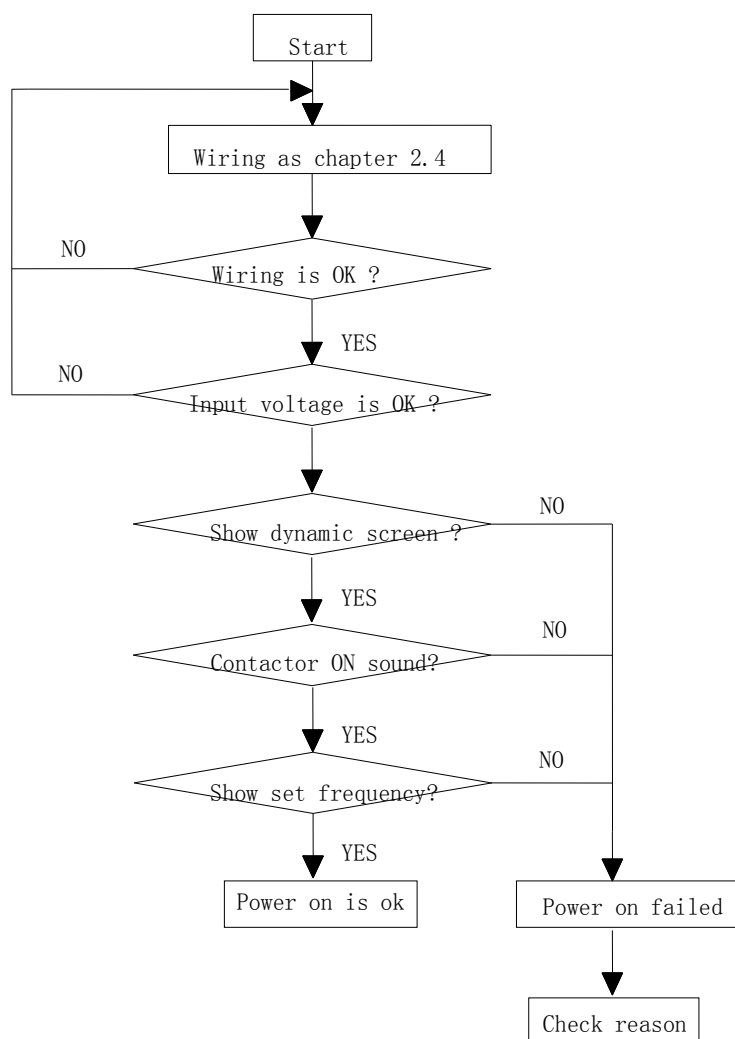 Start
Wiring as chapter 2.4
NO
Wiring is OK ?
YES
NO
Input voltage is OK ?
NO
Show dynamic screen ?
YES
NO
Contactor ON sound?
YES
NO
Show set frequency?
YES
Power on is ok
Power on failed
Check reason